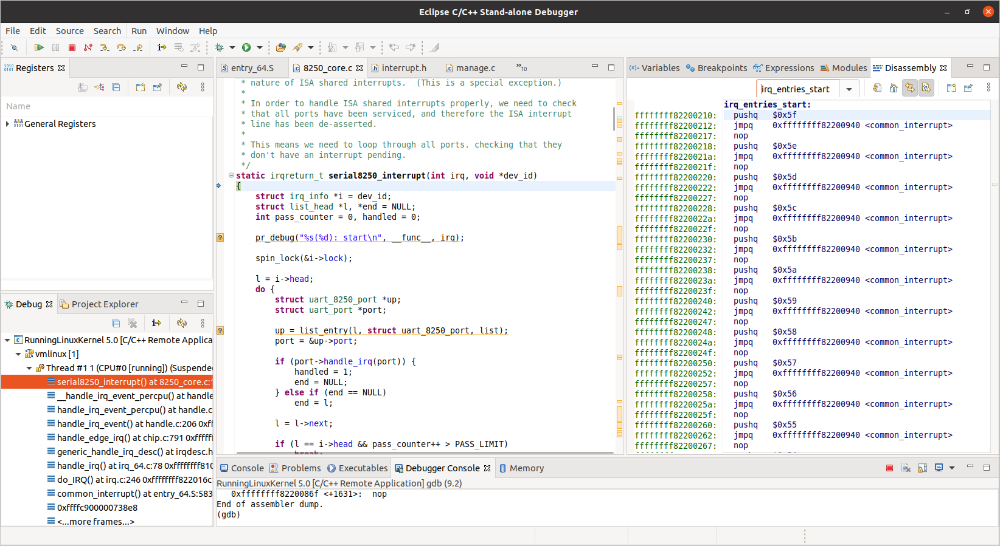 Eclipse C/C++ Stand-alone Debugger
File Edit Source Search Run Window Help
Registers
Name
General Registers
Debug Project Explorer
RunningLinuxKernel 5.0 [C/C++ Remote Applica
vmlinux [1]
Thread #1 1 (CPU#0 [running]) (Suspended
serial8250_interrupt() at 8250_core.c:1
__handle_irq_event_percpu() at handle
handle_irq_event_percpu() at handle.c
handle_irq_event() at handle.c:206 0xff
handle_edge_irq() at chip.c:791 0xffffff
generic_handle_irq_desc() at irqdesc.h
handle_irq() at irq_64.c:78 0xffffffff810
do_IRQ() at irq.c:246 0xffffffff822016c
common_interrupt() at entry_64.S:583
0xffffc900000738e8
<...more frames...>
entry_64.S 8250_core.c interrupt.h manage.c »10
* nature of ISA shared interrupts.  (This is a special exception.)
*
* In order to handle ISA shared interrupts properly, we need to check
* that all ports have been serviced, and therefore the ISA interrupt
* line has been de-asserted.
*
* This means we need to loop through all ports. checking that they
* don't have an interrupt pending.
*/
static irqreturn_t serial8250_interrupt(int irq, void *dev_id)
{
struct irq_info *i = dev_id;
struct list_head *l, *end = NULL;
int pass_counter = 0, handled = 0;
pr_debug("%s(%d): start\n", __func__, irq);
spin_lock(&i->lock);
l = i->head;
do {
struct uart_8250_port *up;
struct uart_port *port;
up = list_entry(l, struct uart_8250_port, list);
port = &up->port;
if (port->handle_irq(port)) {
handled = 1;
end = NULL;
} else if (end == NULL)
end = l;
l = l->next;
if (l == i->head && pass_counter++ > PASS_LIMIT)
break;
(x)= Variables Breakpoints Expressions Modules Disassembly
irq_entries_start
irq_entries_start:
ffffffff82200210: pushq $0x5f
ffffffff82200212: jmpq 0xffffffff82200940 <common_interrupt>
ffffffff82200217: nop
ffffffff82200218: pushq $0x5e
ffffffff8220021a: jmpq 0xffffffff82200940 <common_interrupt>
ffffffff8220021f: nop
ffffffff82200220: pushq $0x5d
ffffffff82200222: jmpq 0xffffffff82200940 <common_interrupt>
ffffffff82200227: nop
ffffffff82200228: pushq $0x5c
ffffffff8220022a: jmpq 0xffffffff82200940 <common_interrupt>
ffffffff8220022f: nop
ffffffff82200230: pushq $0x5b
ffffffff82200232: jmpq 0xffffffff82200940 <common_interrupt>
ffffffff82200237: nop
ffffffff82200238: pushq $0x5a
ffffffff8220023a: jmpq 0xffffffff82200940 <common_interrupt>
ffffffff8220023f: nop
ffffffff82200240: pushq $0x59
ffffffff82200242: jmpq 0xffffffff82200940 <common_interrupt>
ffffffff82200247: nop
ffffffff82200248: pushq $0x58
ffffffff8220024a: jmpq 0xffffffff82200940 <common_interrupt>
ffffffff8220024f: nop
ffffffff82200250: pushq $0x57
ffffffff82200252: jmpq 0xffffffff82200940 <common_interrupt>
ffffffff82200257: nop
ffffffff82200258: pushq $0x56
ffffffff8220025a: jmpq 0xffffffff82200940 <common_interrupt>
ffffffff8220025f: nop
ffffffff82200260: pushq $0x55
ffffffff82200262: jmpq 0xffffffff82200940 <common_interrupt>
ffffffff82200267: nop
Console Problems Executables Debugger Console Memory
RunningLinuxKernel 5.0 [C/C++ Remote Application] gdb (9.2)
0xffffffff8220086f <+1631>:  nop
End of assembler dump.
(gdb)